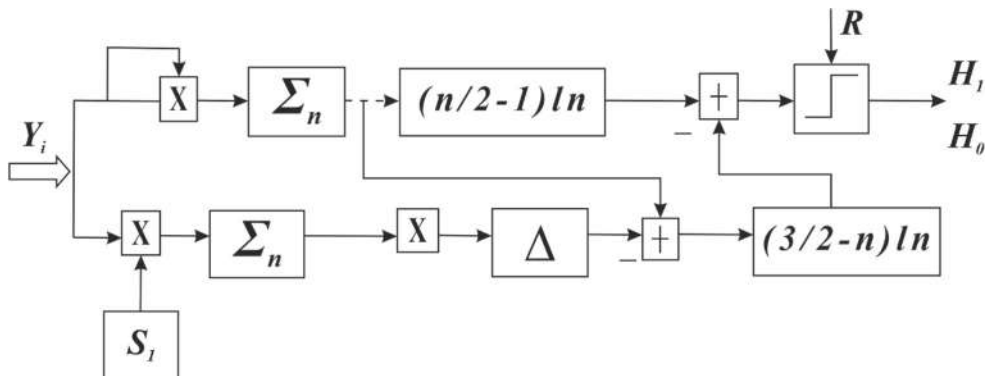 R
X
Σn
(n/2-1)ln
+
−
H1
H0
Yi
X
Σn
X
Δ
−
+
(3/2-n)ln
S1